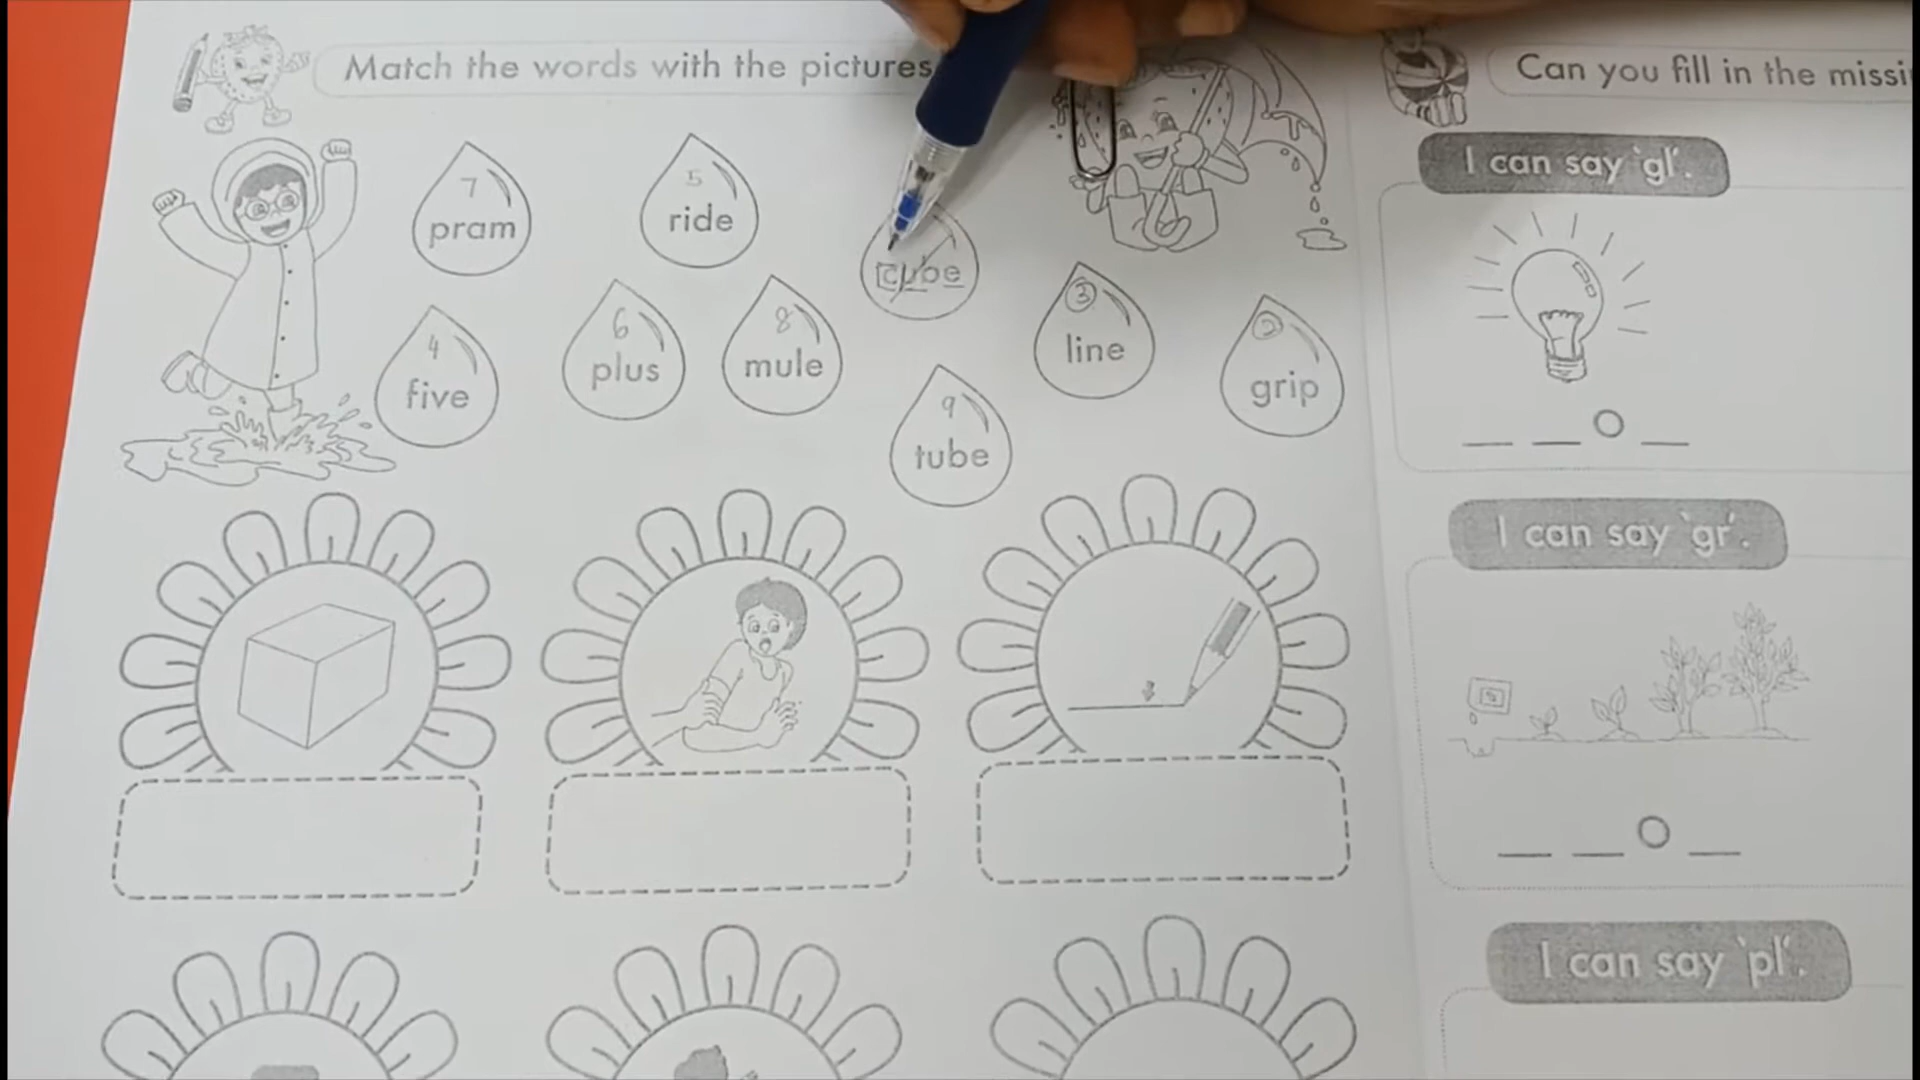 Match the words with the pictures
7
pram
5
ride
cube
4
five
6
plus
8
mule
3
line
2
grip
9
tube
Can you fill in the
I can say 'gl'.
O
I can say 'gr'.
O
I can say 'pl'.